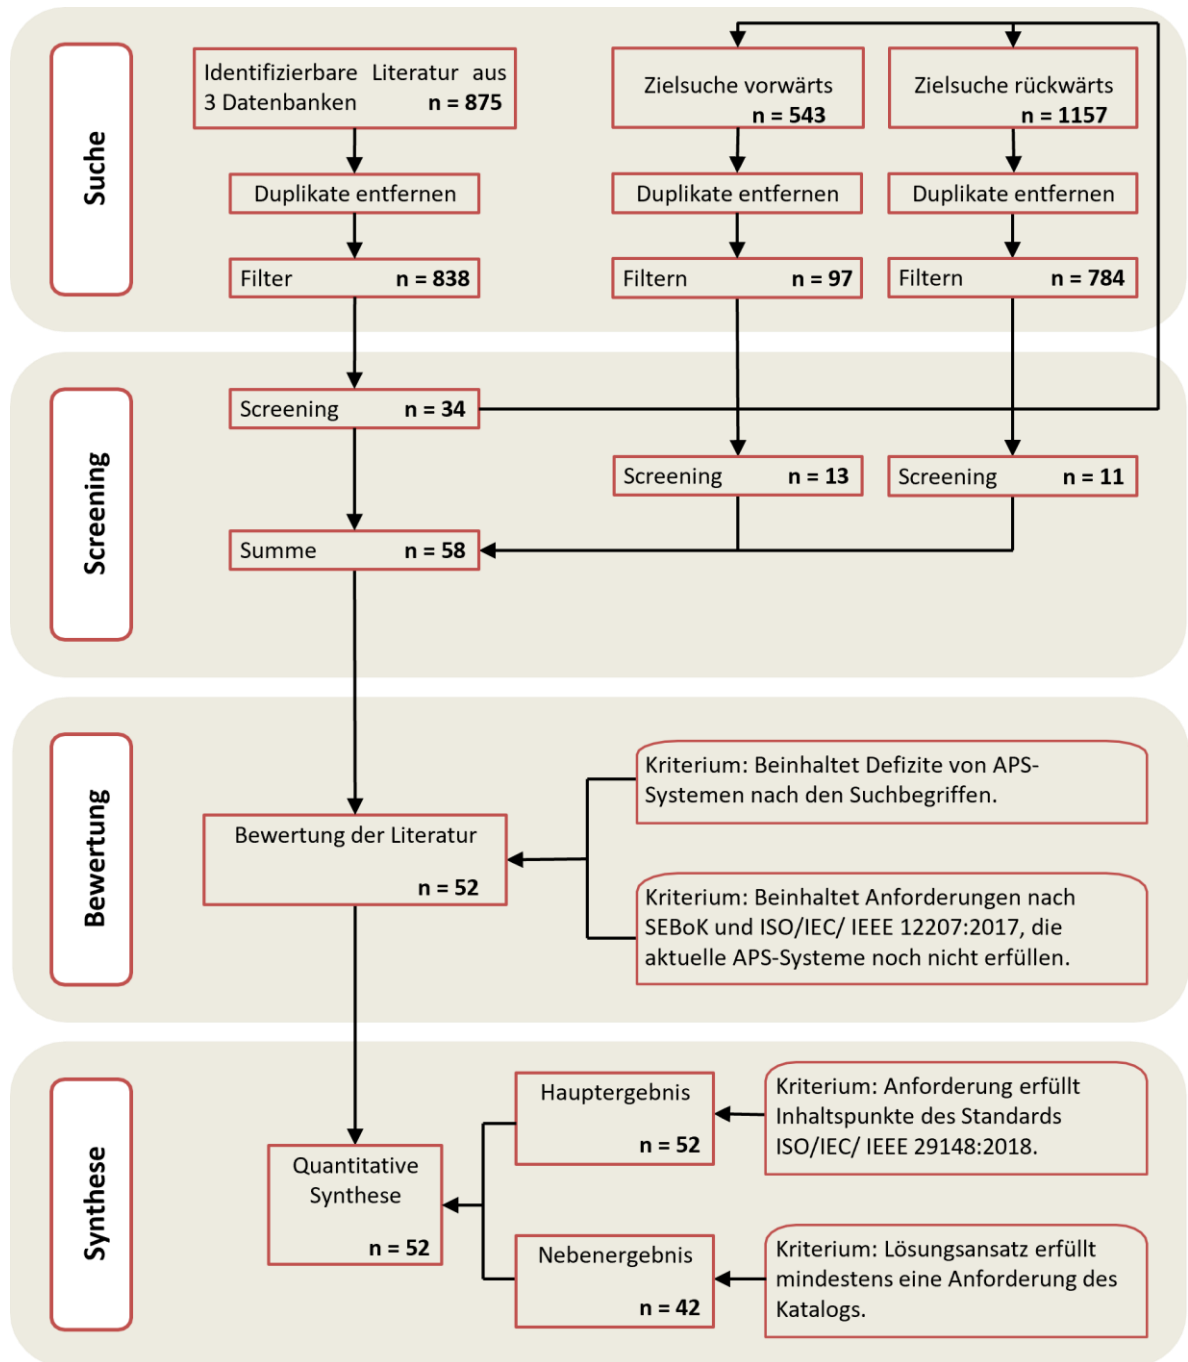 Suche
Identifizierbare Literatur aus
3 Datenbanken n = 875
Duplikate entfernen
Filter n = 838
Zielsuche vorwärts
n = 543
Duplikate entfernen
Filtern n = 97
Zielsuche rückwärts
n = 1157
Duplikate entfernen
Filtern n = 784
Screening
Screening n = 34
Screening n = 13
Screening n = 11
Summe n = 58
Bewertung
Bewertung der Literatur
n = 52
Kriterium: Beinhaltet Defizite von APS-
Systemen nach den Suchbegriffen.
Kriterium: Beinhaltet Anforderungen nach
SEBoK und ISO/IEC/ IEEE 12207:2017, die
aktuelle APS-Systeme noch nicht erfüllen.
Synthese
Quantitative
Synthese
n = 52
Hauptergebnis
n = 52
Kriterium: Anforderung erfüllt
Inhaltspunkte des Standards
ISO/IEC/ IEEE 29148:2018.
Nebenergebnis
n = 42
Kriterium: Lösungsansatz erfüllt
mindestens eine Anforderung des
Katalogs.